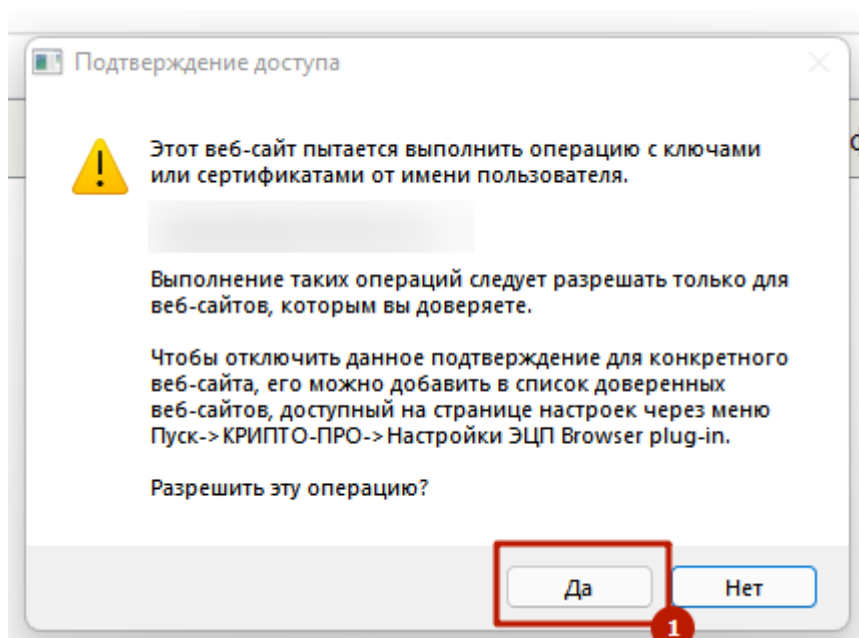 Подтверждение доступа
Этот веб-сайт пытается выполнить операцию с ключами
или сертификатами от имени пользователя.
Выполнение таких операций следует разрешать только для
веб-сайтов, которым вы доверяете.
Чтобы отключить данное подтверждение для конкретного
веб-сайта, его можно добавить в список доверенных
веб-сайтов, доступный на странице настроек через меню
Пуск->КРИПТО-ПРО->Настройки ЭЦП Browser plug-in.
Разрешить эту операцию?
Да
Нет
1